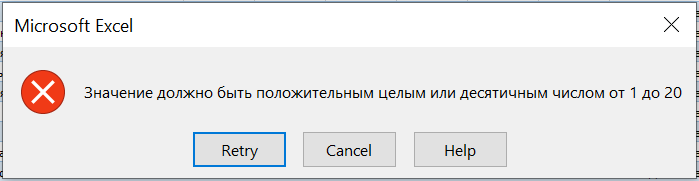 Microsoft Excel
Значение должно быть положительным целым или десятичным числом от 1 до 20
Retry
Cancel
Help